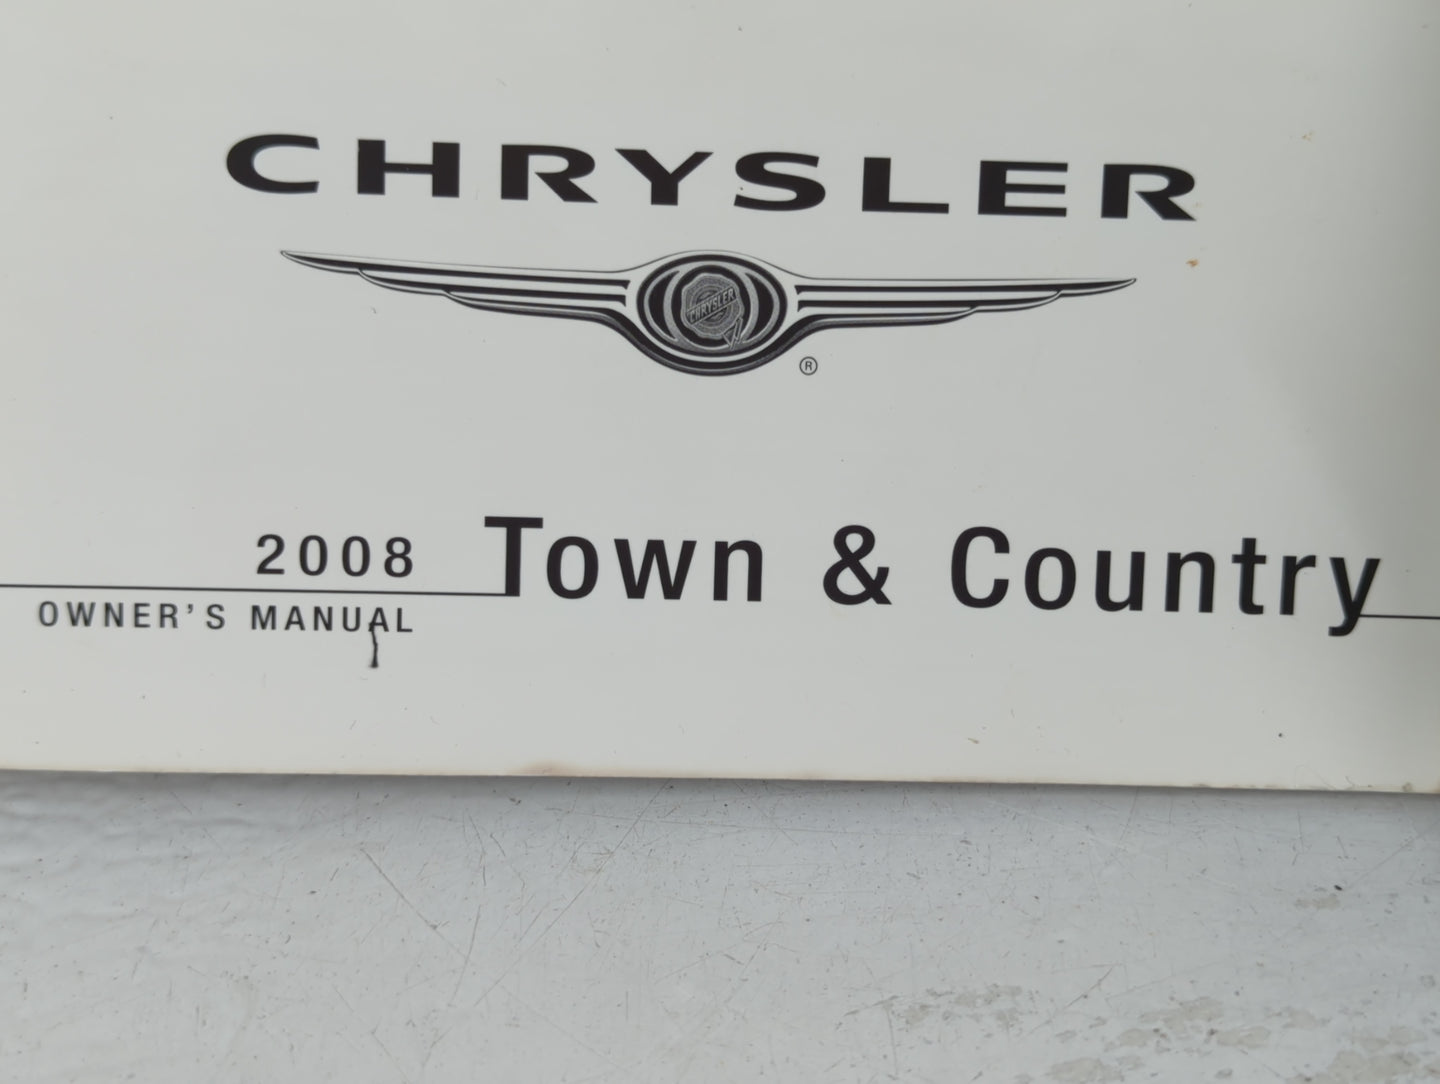 CHRYSLER
CHRYSLER
®
2008 Town & Country
OWNER'S MANUAL